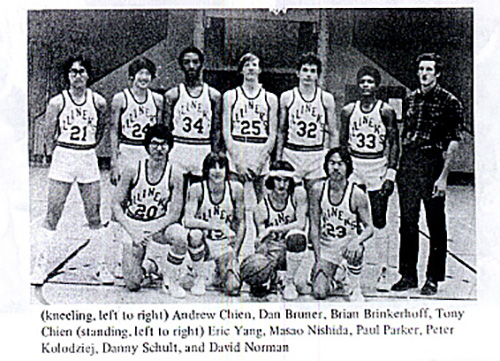 21
24
34
25
32
33
20
23
(kneeling, left to right) Andrew Chien, Dan Bruner, Brian Brinkerhoff, Tony
Chien (standing, left to right) Eric Yang, Masao Nishida, Paul Parker, Peter
Kolodziej, Danny Schult, and David Norman